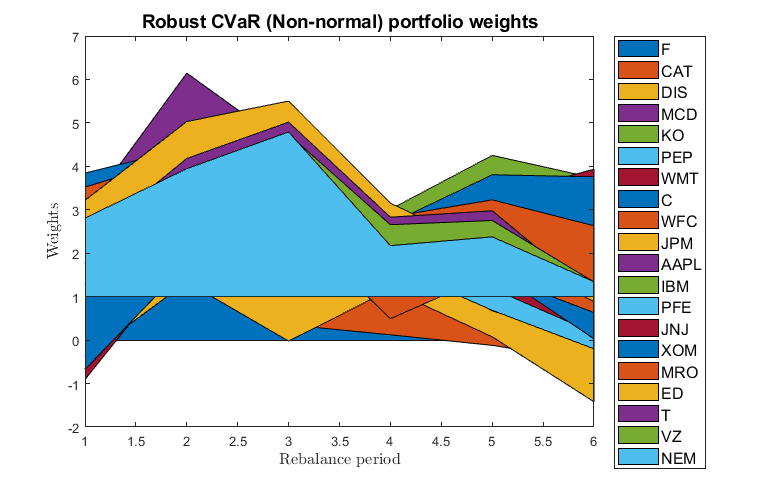 Robust CVaR (Non-normal) portfolio weights
7
6
5
4
3
2
1
0
-1
-2
Weights
1 1.5 2 2.5 3 3.5 4 4.5 5 5.5 6
Rebalance period
F
CAT
DIS
MCD
KO
PEP
WMT
C
WFC
JPM
AAPL
IBM
PFE
JNJ
XOM
MRO
ED
T
VZ
NEM